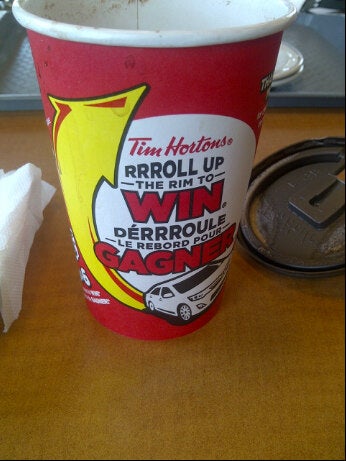 Tim Hortons®
RRROLL UP
THE RIM TO
WIN®
DÉRRROULE
LE REBORD POUR
GAGNER